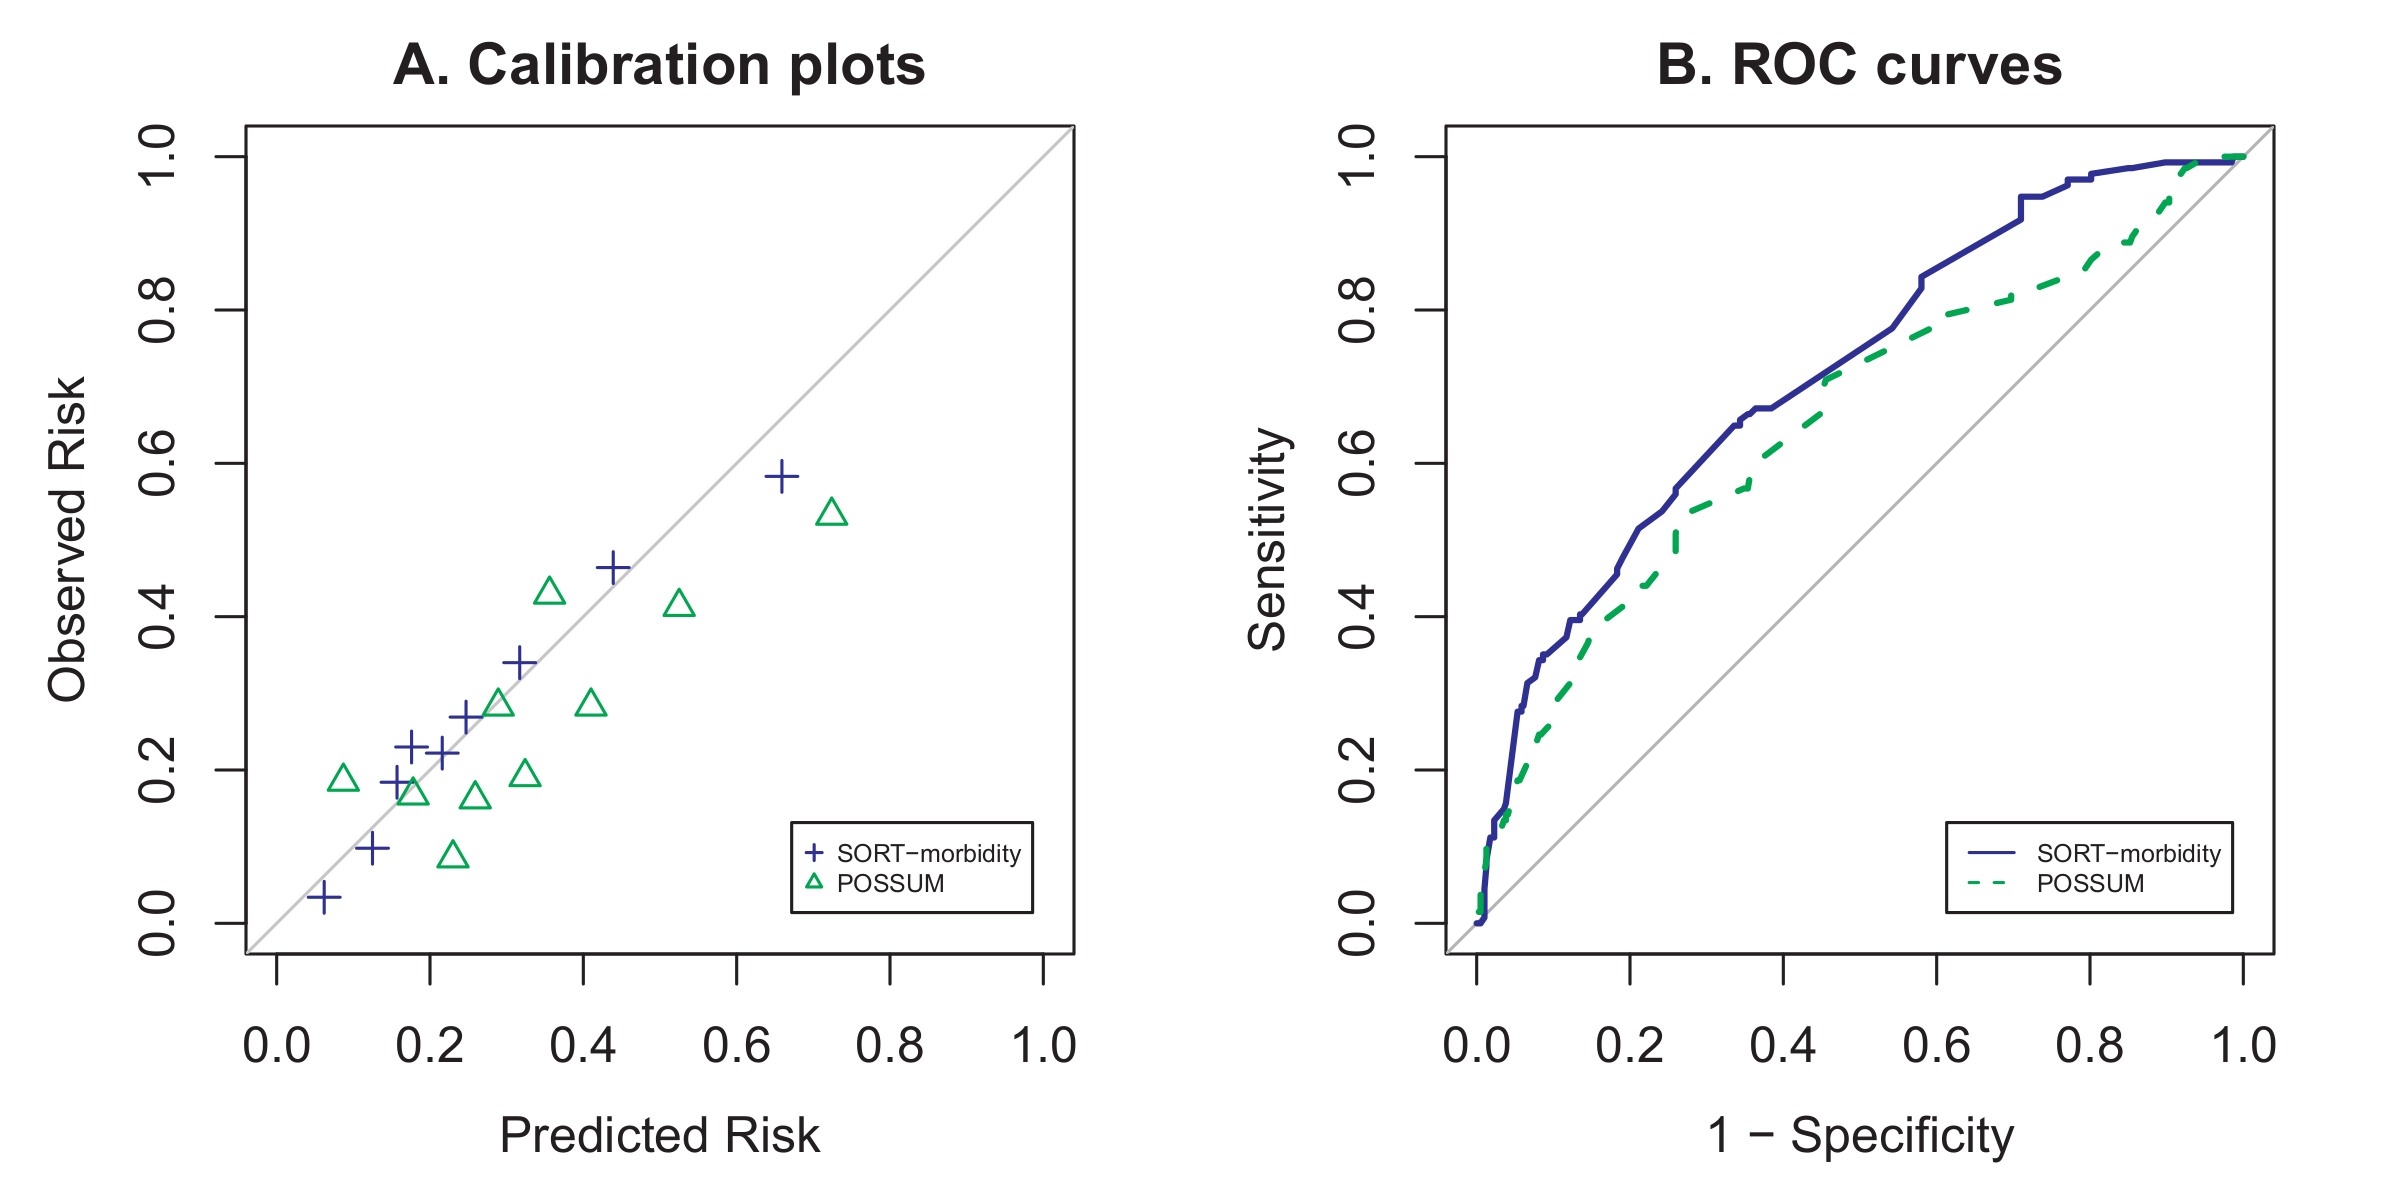 A. Calibration plots
Observed Risk
1.0
0.8
0.6
0.4
0.2
0.0
SORT−morbidity
POSSUM
0.0 0.2 0.4 0.6 0.8 1.0
Predicted Risk
B. ROC curves
Sensitivity
1.0
0.8
0.6
0.4
0.2
0.0
SORT−morbidity
POSSUM
0.0 0.2 0.4 0.6 0.8 1.0
1 − Specificity